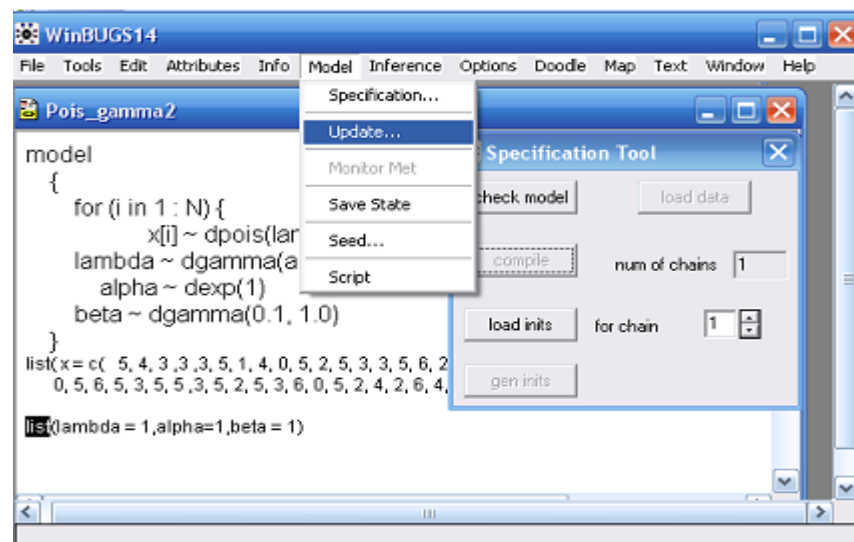 WinBUGS14
File Tools Edit Attributes Info Model Inference Options Doodle Map Text Window Help
Pois_gamma2
Specification...
Update...
Monitor Met
Save State
Seed...
Script
model
{
for (i in 1 : N) {
x[i] ~ dpois(lar
lambda ~ dgamma(a
alpha ~ dexp(1)
beta ~ dgamma(0.1, 1.0)
}
list(x= c( 5, 4, 3 ,3 ,3, 5, 1, 4, 0, 5, 2, 5, 3, 3, 5, 6, 2
0, 5, 6, 5, 3, 5, 5 ,3, 5, 2, 5, 3, 6, 0, 5, 2, 4, 2, 6, 4,
list(lambda = 1,alpha=1,beta = 1)
Specification Tool
check model load data
compile num of chains 1
load inits for chain 1
gen inits